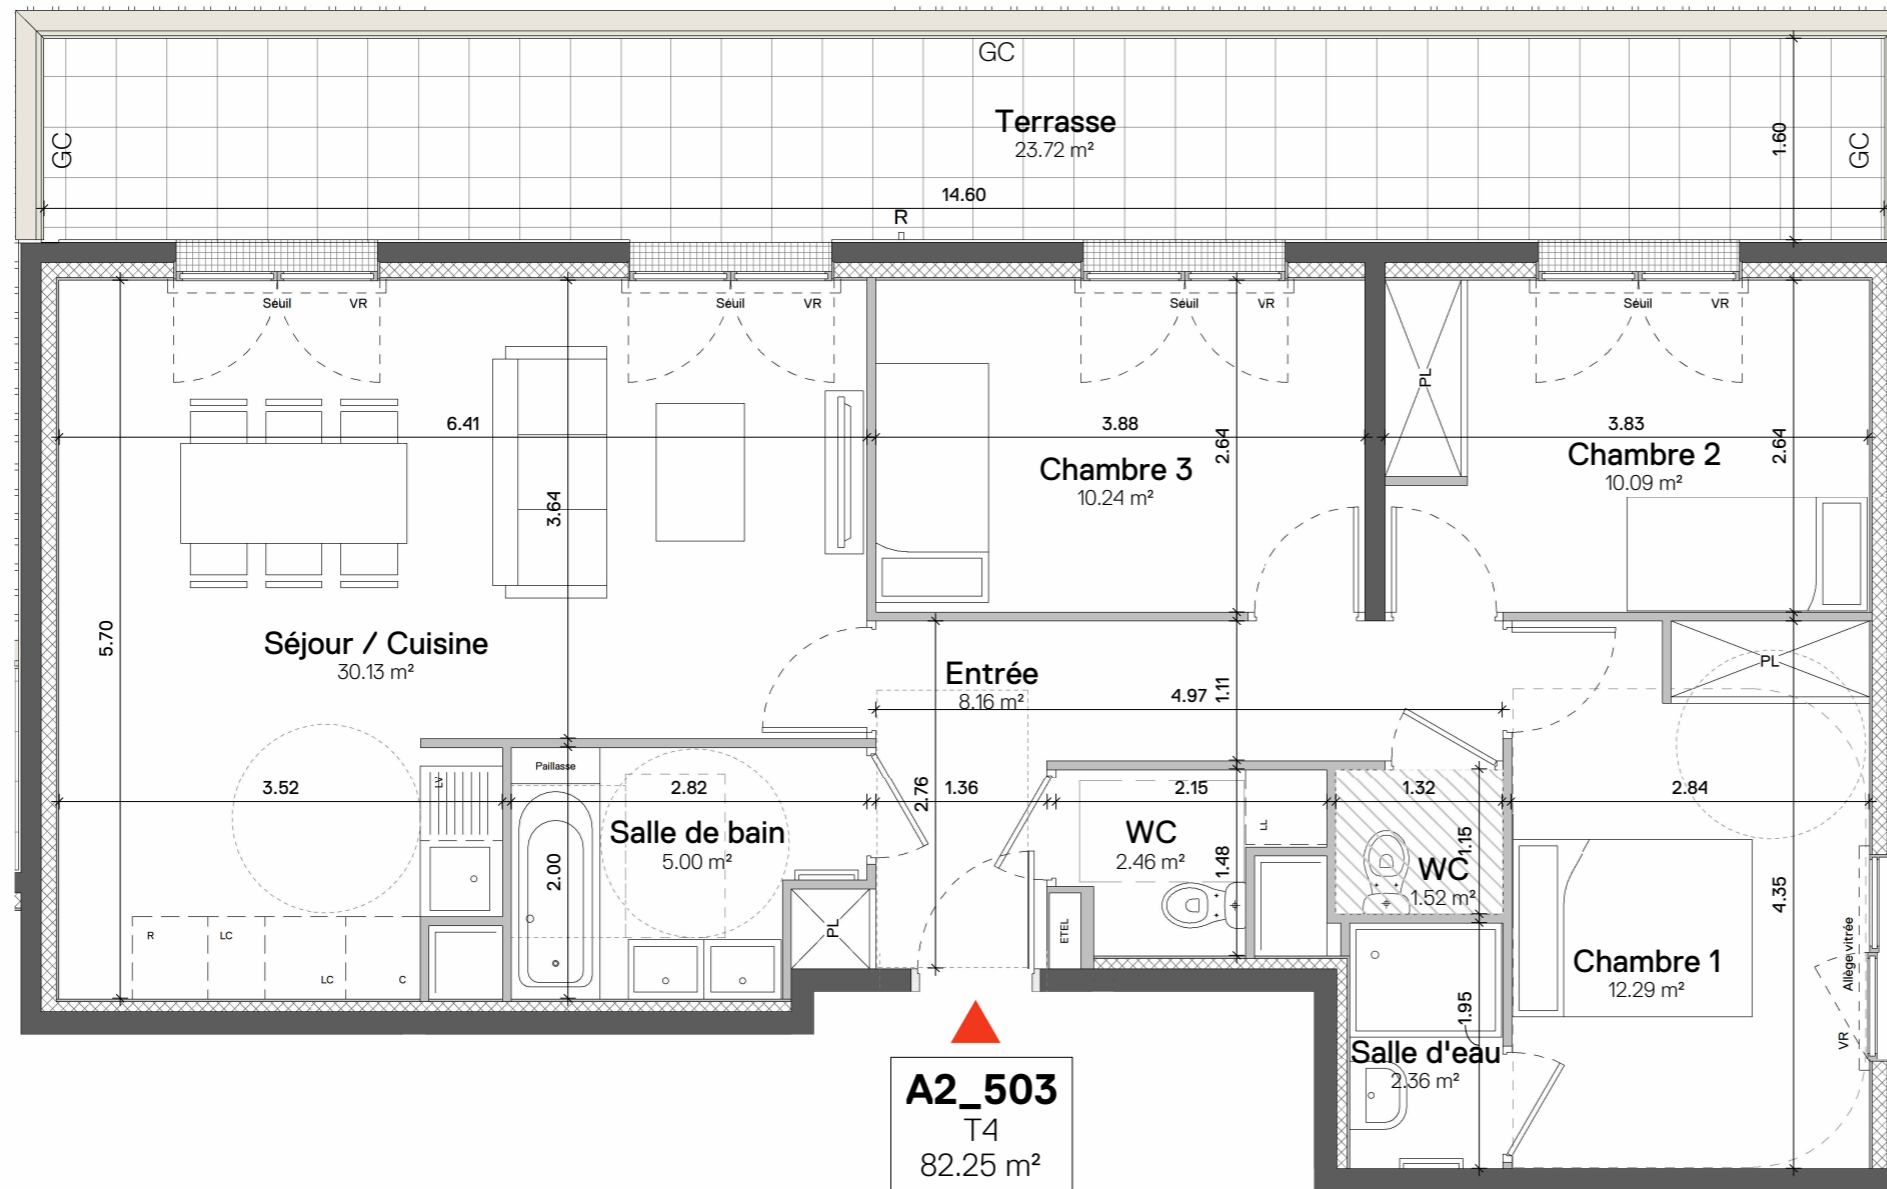 GC
Terrasse
23.72 m²
GC
1.60
GC
14.60
R
Seuil VR
Seuil VR
Seuil VR
Seuil VR
PL
6.41
3.88
3.83
2.64
2.64
Chambre 3
10.24 m²
Chambre 2
10.09 m²
3.64
5.70
Séjour / Cuisine
30.13 m²
Entrée
8.16 m²
4.97
1.11
PL
Paillasse
LV
3.52
2.82
2.76
1.36
2.15
1.32
2.84
LL
Salle de bain
5.00 m²
2.00
WC
2.46 m²
1.48
1.15
WC
1.52 m²
4.35
PL
ETEL
R
LC
LC
C
Chambre 1
12.29 m²
Allège vitrée
VR
1.95
Salle d'eau
2.36 m²
A2_503
T4
82.25 m²